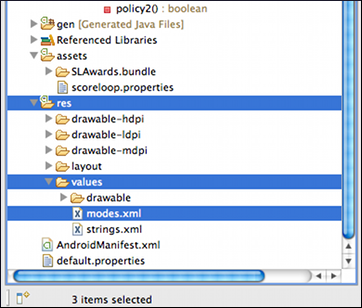 policy2() : boolean
gen [Generated Java Files]
Referenced Libraries
assets
SLAwards.bundle
scoreloop.properties
res
drawable-hdpi
drawable-ldpi
drawable-mdpi
layout
values
drawable
modes.xml
strings.xml
AndroidManifest.xml
default.properties
3 items selected